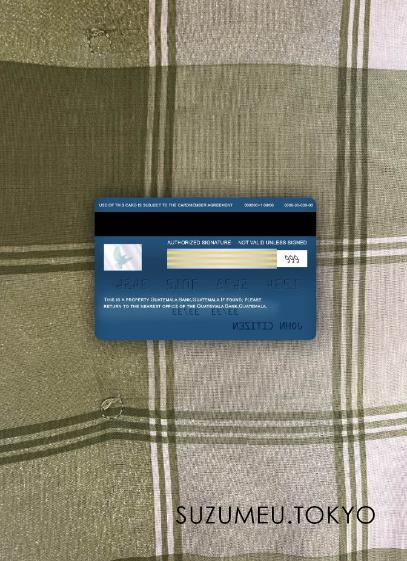 USE OF THIS CARD IS SUBJECT TO THE CARDMEMBER AGREEMENT
AUTHORIZED SIGNATURE NOT VALID UNLESS SIGNED
999
THIS IS A PROPERTY GUATEMALA BANK,GUATEMALA.IF FOUND, PLEASE
RETURN TO THE NEAREST OFFICE OF THE GUATEMALA BANK,GUATEMALA.
JOHN CITIZEN
SUZUMEU.TOKYO